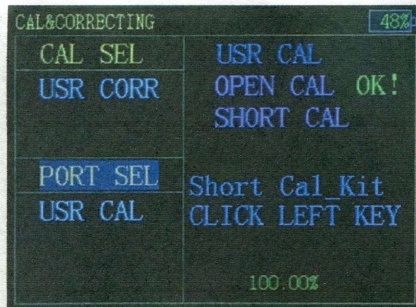 CAL&CORRECTING 48%
CAL SEL
USR CORR
PORT SEL
USR CAL
USR CAL
OPEN CAL OK!
SHORT CAL
Short Cal_Kit
CLICK LEFT KEY
100.00%